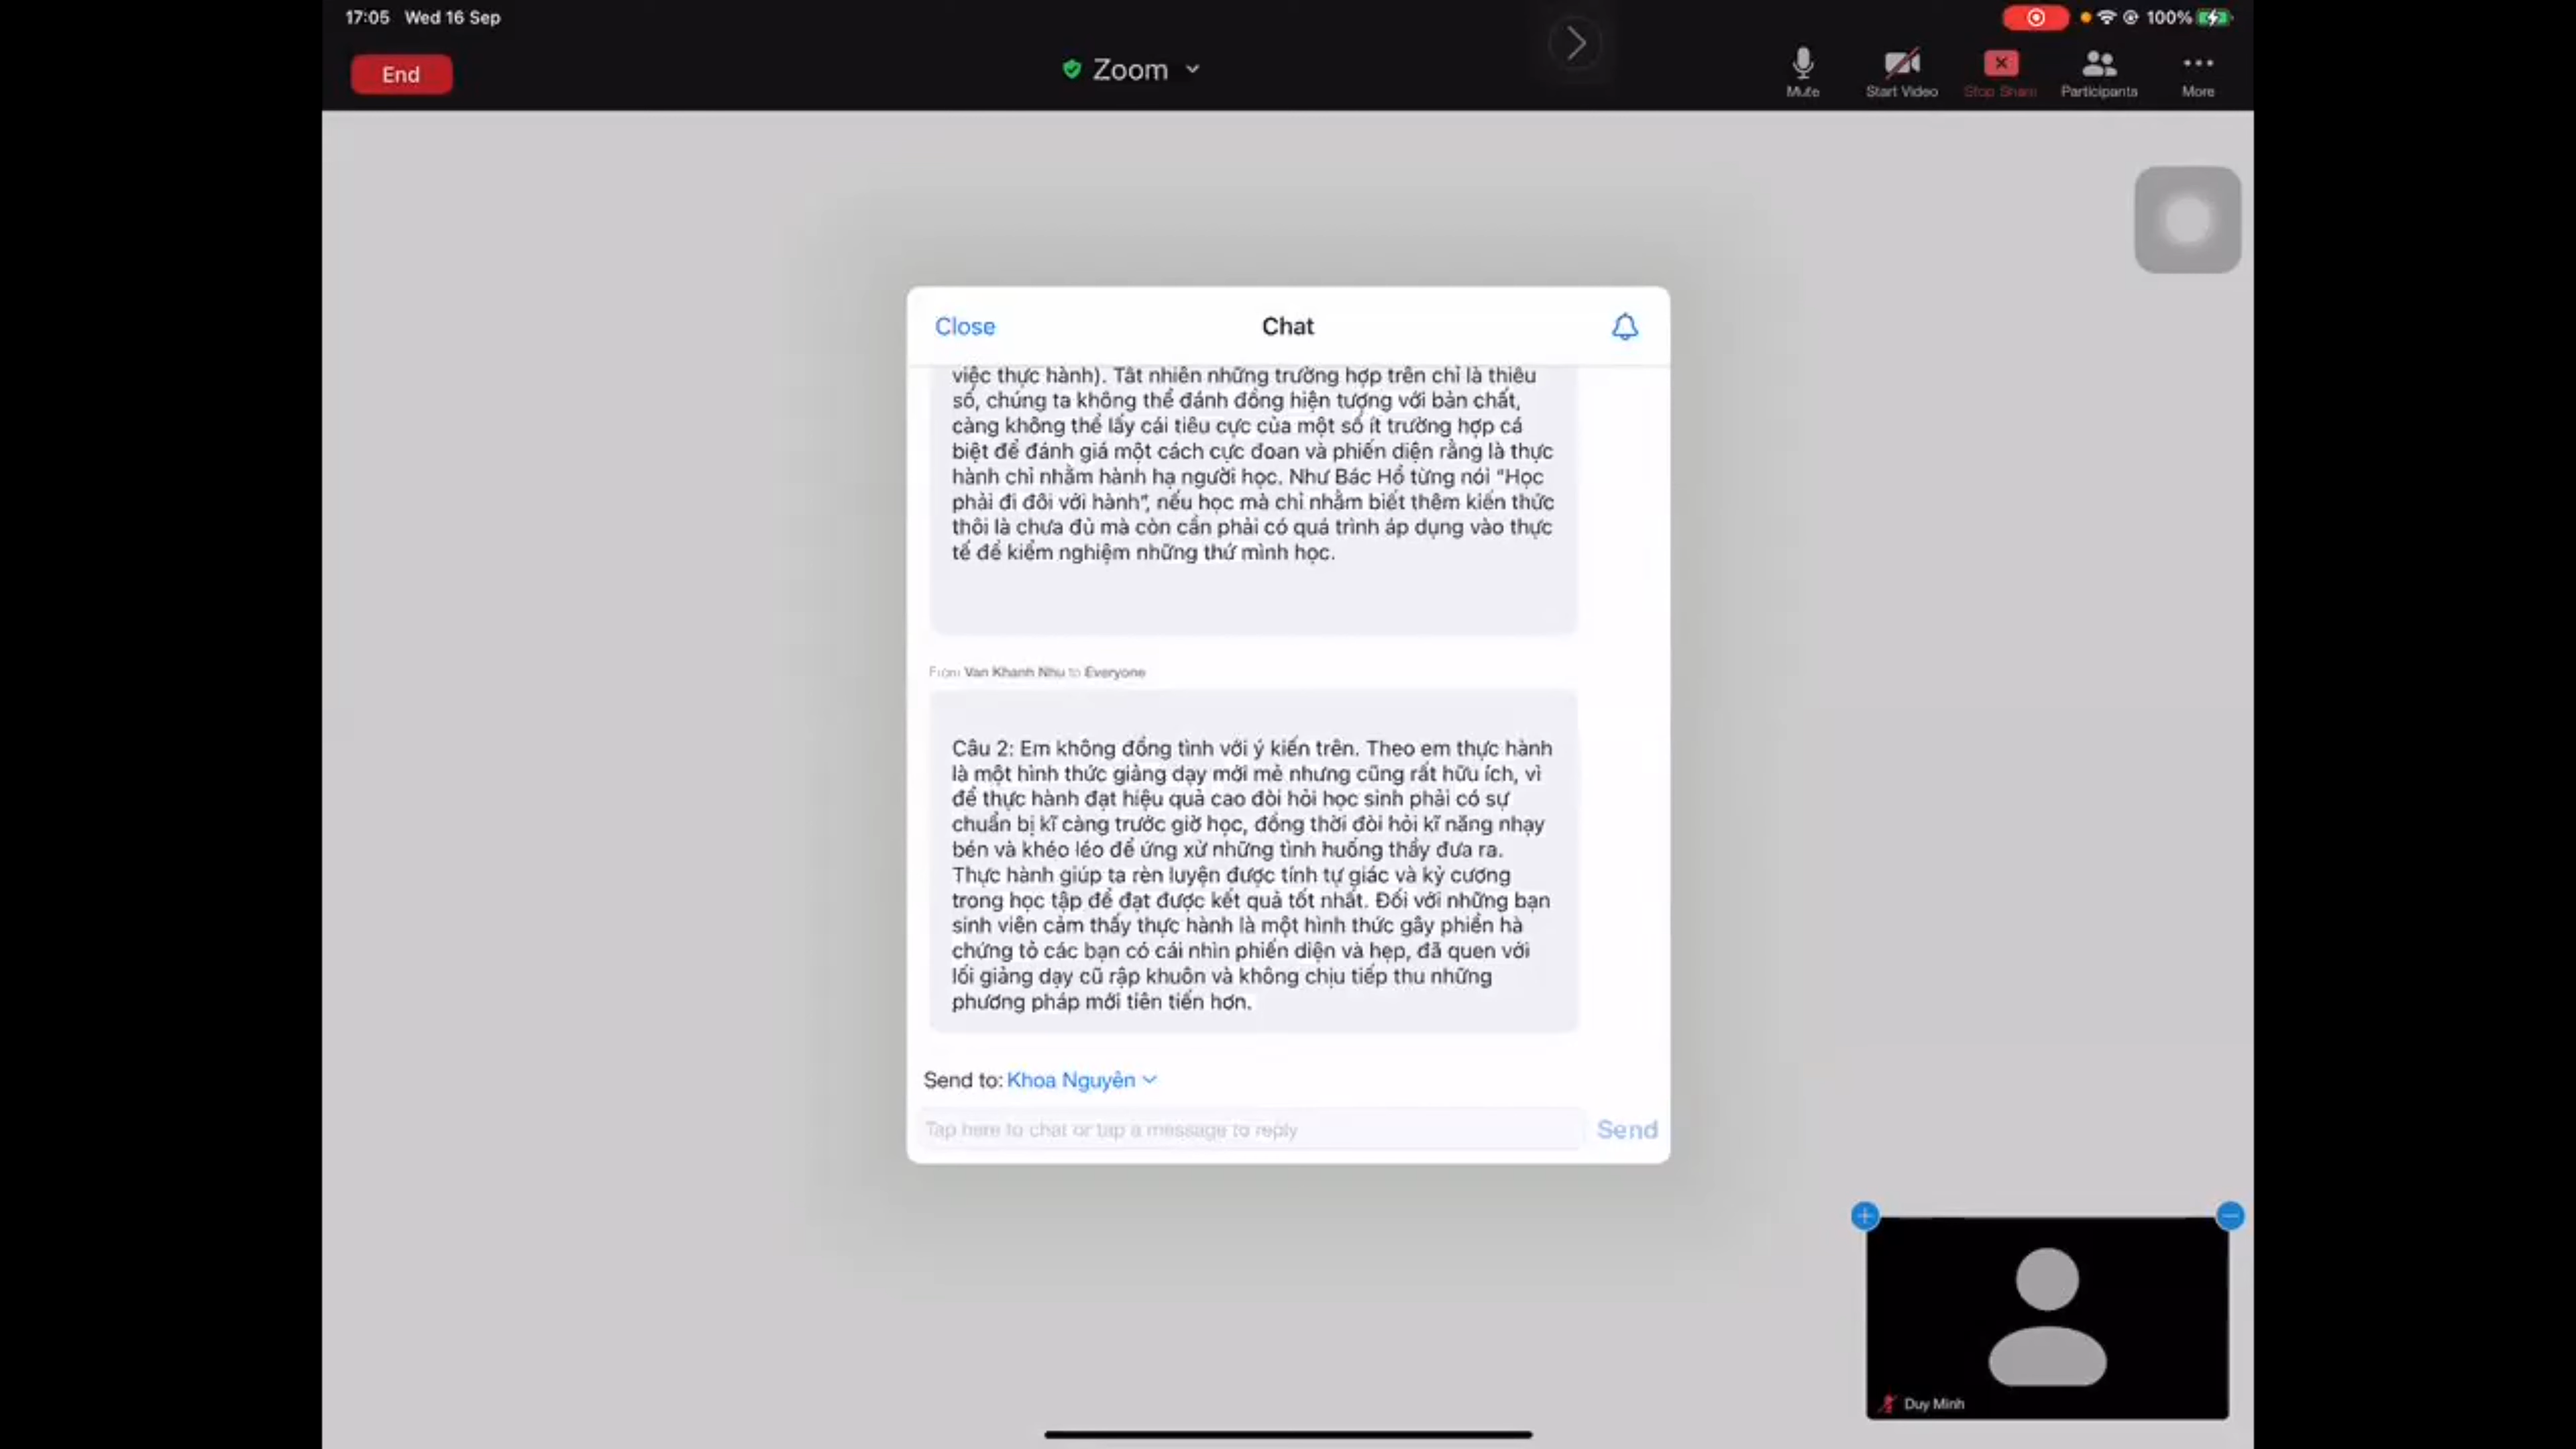 17:05 Wed 16 Sep
100%
End
Zoom
Mute
Start Video
Stop Share
Participants
More
Close
Chat
việc thực hành). Tất nhiên những trường hợp trên chỉ là thiểu
số, chúng ta không thể đánh đồng hiện tượng với bản chất,
càng không thể lấy cái tiêu cực của một số ít trường hợp cá
biệt để đánh giá một cách cực đoan và phiến diện rằng là thực
hành chỉ nhằm hành hạ người học. Như Bác Hồ từng nói "Học
phải đi đôi với hành", nếu học mà chỉ nhằm biết thêm kiến thức
thôi là chưa đủ mà còn cần phải có quá trình áp dụng vào thực
tế để kiểm nghiệm những thứ mình học.
From Van Khanh Nhu to Everyone
Câu 2: Em không đồng tình với ý kiến trên. Theo em thực hành
là một hình thức giảng dạy mới mẻ nhưng cũng rất hữu ích, vì
để thực hành đạt hiệu quả cao đòi hỏi học sinh phải có sự
chuẩn bị kĩ càng trước giờ học, đồng thời đòi hỏi kĩ năng nhạy
bén và khéo léo để ứng xử những tình huống thầy đưa ra.
Thực hành giúp ta rèn luyện được tính tự giác và kỷ cương
trong học tập để đạt được kết quả tốt nhất. Đối với những bạn
sinh viên cảm thấy thực hành là một hình thức gây phiền hà
chứng tỏ các bạn có cái nhìn phiến diện và hẹp, đã quen với
lối giảng dạy cũ rập khuôn và không chịu tiếp thu những
phương pháp mới tiên tiến hơn.
Send to: Khoa Nguyên
Tap here to chat or tap a message to reply
Send
Duy Minh